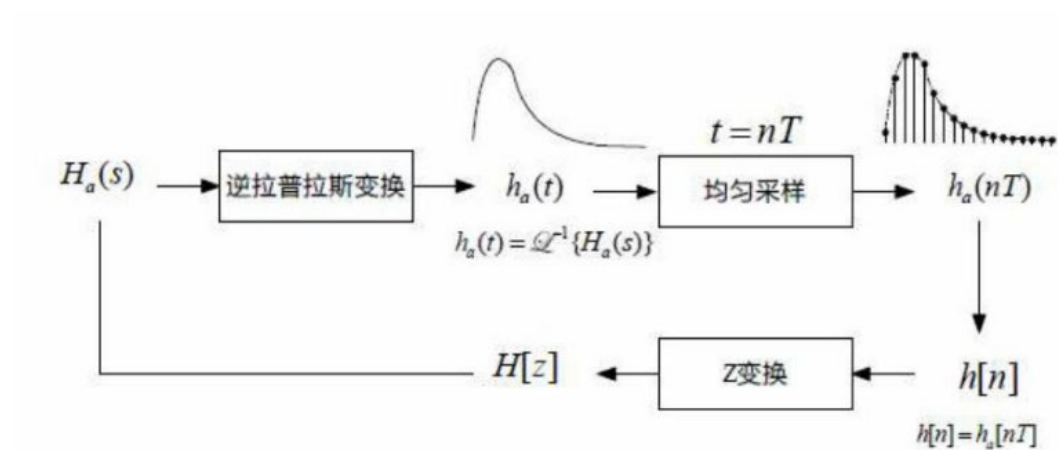 t = nT
H_a(s)
逆拉普拉斯变换
h_a(t)
均匀采样
h_a(nT)
h_a(t) = ℒ^{-1}{H_a(s)}
H[z]
Z变换
h[n]
h[n] = h_a[nT]